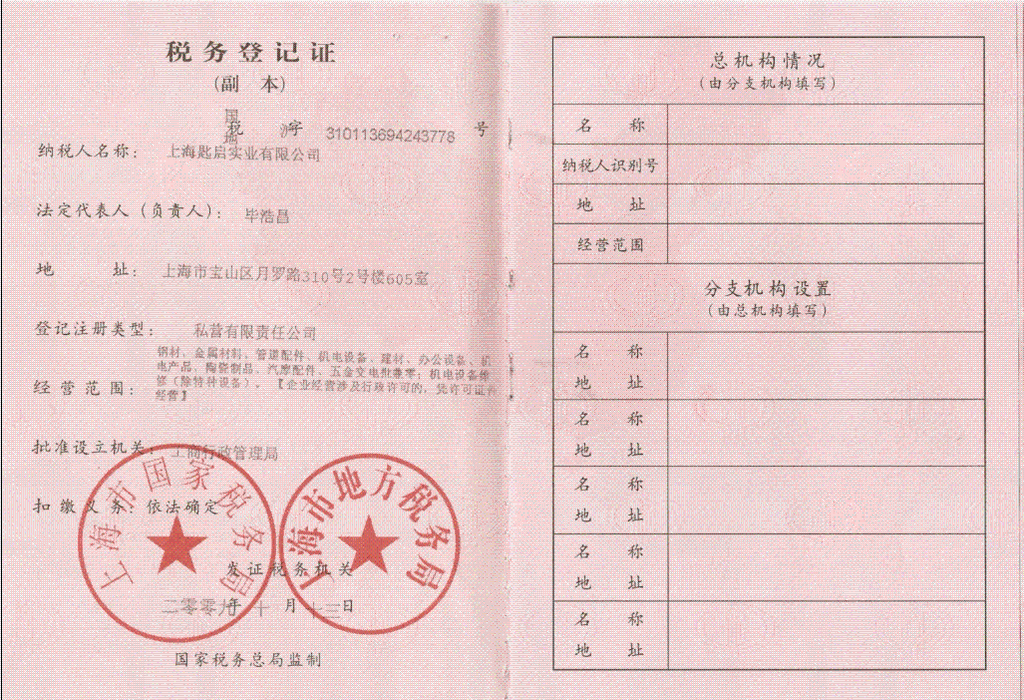 税务登记证
(副 本)
国
地
税 沪 字 310113694243778 号
纳税人名称: 上海匙启实业有限公司
法定代表人(负责人): 毕浩昌
地 址: 上海市宝山区月罗路310号2号楼605室
登记注册类型: 私营有限责任公司
钢材、金属材料、管道配件、机电设备、建材、办公设备、机
电产品、陶瓷制品、汽摩配件、五金交电批兼零;机电设备维
经营范围: 修(除特种设备)。【企业经营涉及行政许可的,凭许可证件
经营】
批准设立机关: 工商行政管理局
扣缴义务: 依法确定
上海市国家税务局
上海市地方税务局
发证税务机关
二零零九年十月十三日
国家税务总局监制
总机构情况
(由分支机构填写)
名 称
纳税人识别号
地 址
经营范围
分支机构设置
(由总机构填写)
名 称
地 址
名 称
地 址
名 称
地 址
名 称
地 址
名 称
地 址